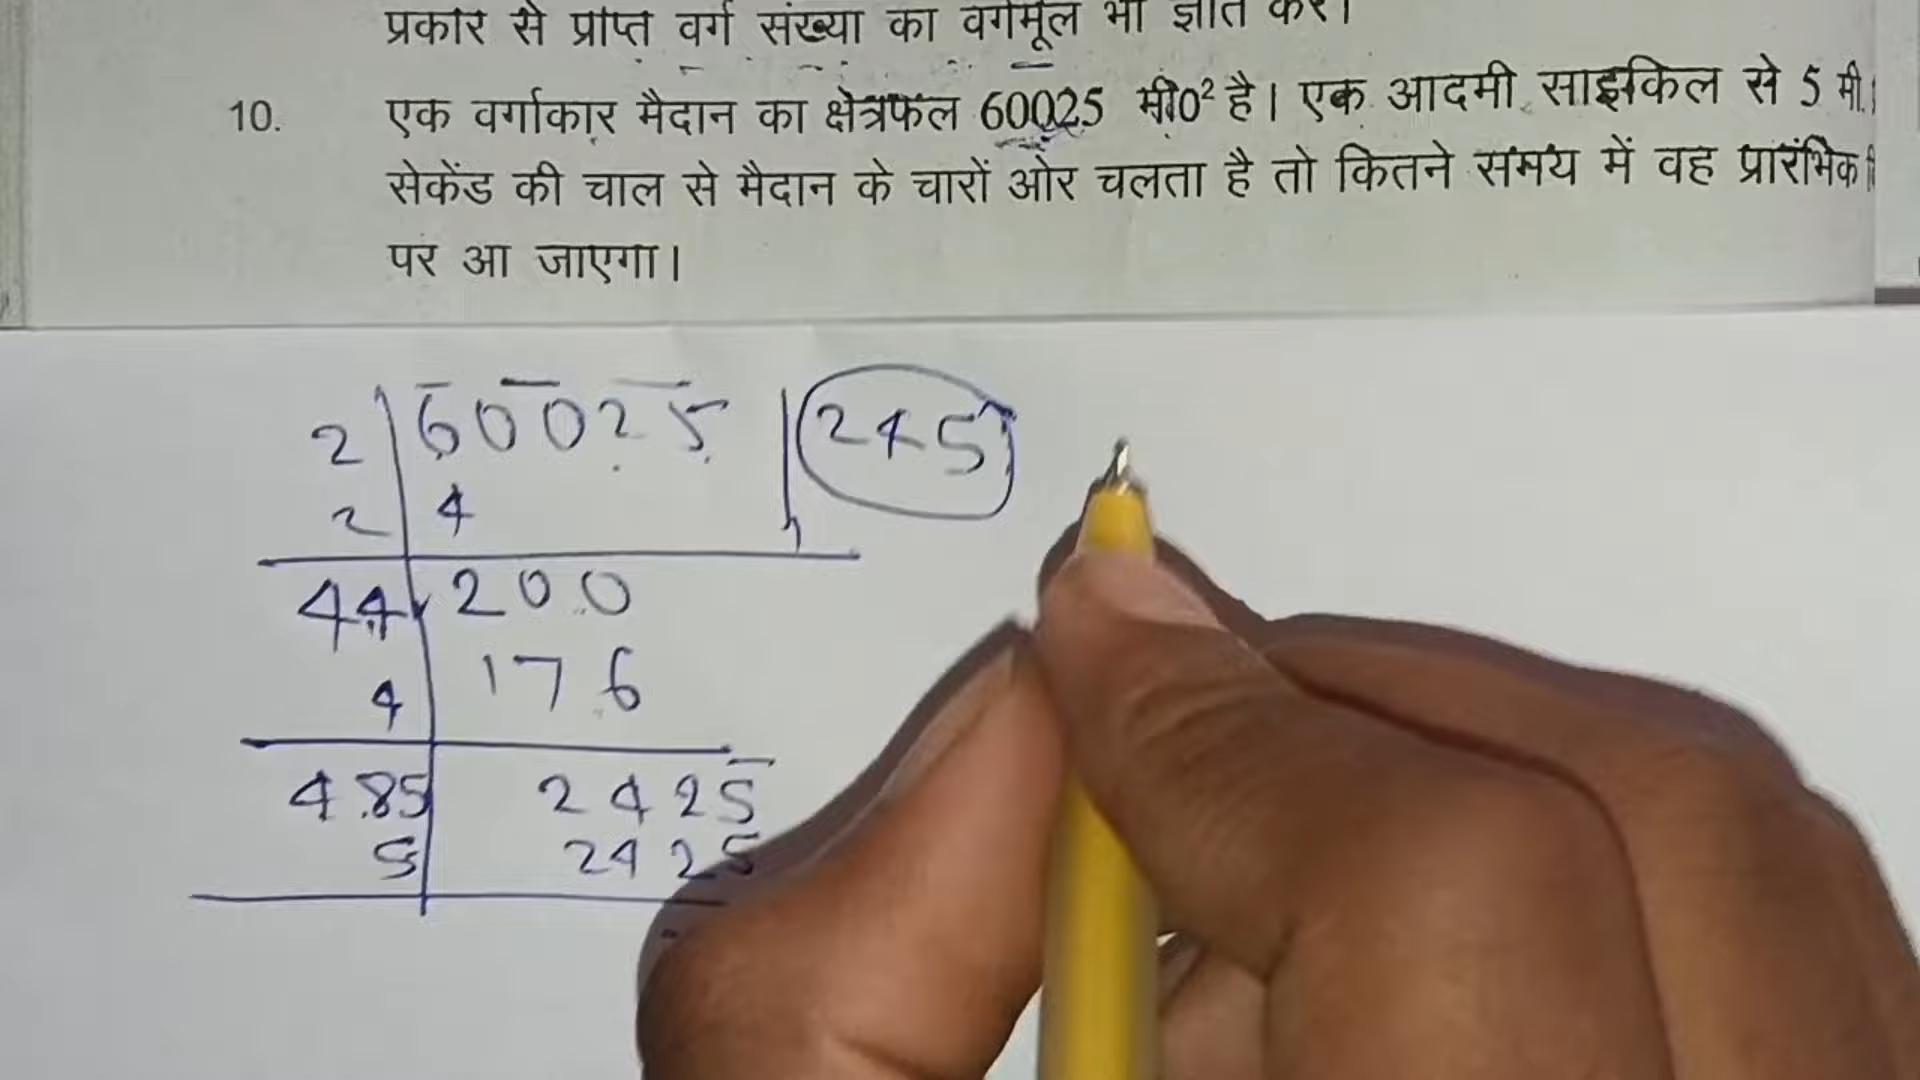 प्रकार से प्राप्त वर्ग संख्या का वर्गमूल भी ज्ञात करें।
10. एक वर्गाकार मैदान का क्षेत्रफल 60025 मी0² है। एक आदमी साइकिल से 5 मी.
सेकेंड की चाल से मैदान के चारों ओर चलता है तो कितने समय में वह प्रारंभिक
पर आ जाएगा।
2 60025 245
2 4
44 200
4 176
485 2425
5 2425